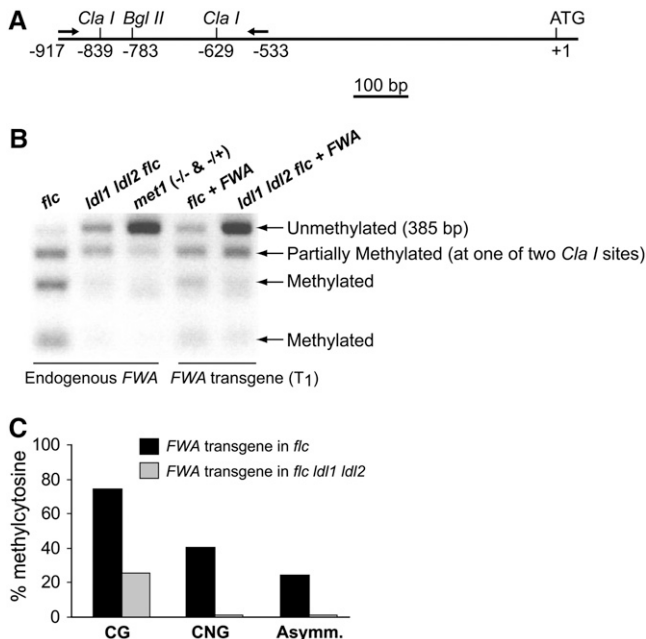 A
Cla I Bgl II Cla I ATG
-917 -839 -783 -629 -533 +1
100 bp
B
flc
ldl1 ldl2 flc
met1 (-/- & -/+)
flc + FWA
ldl1 ldl2 flc + FWA
Unmethylated (385 bp)
Partially Methylated (at one of two Cla I sites)
Methylated
Methylated
Endogenous FWA FWA transgene (T1)
C
FWA transgene in flc
FWA transgene in flc ldl1 ldl2
% methylcytosine
100
80
60
40
20
0
CG CNG Asymm.